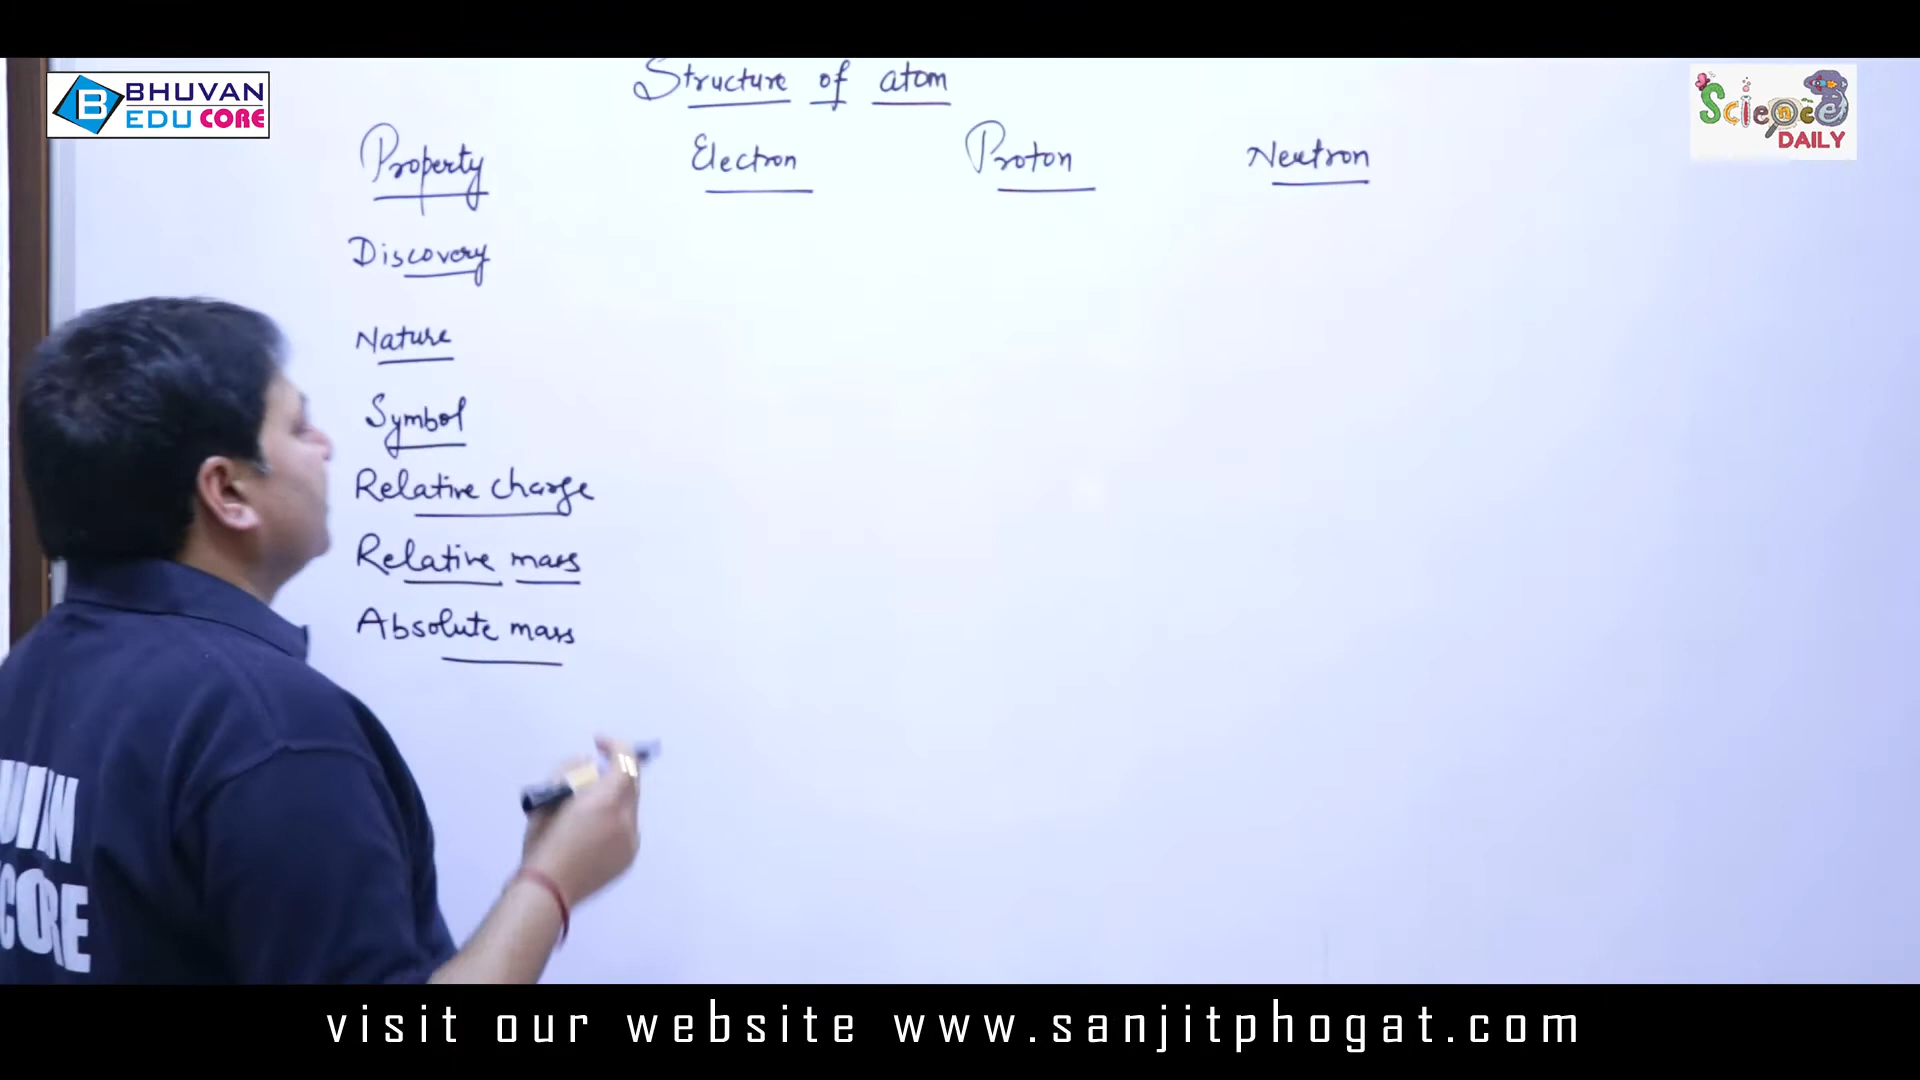 BHUVAN
EDU CORE
Structure of atom
Science
DAILY
Property Electron Proton Neutron
Discovery
Nature
Symbol
Relative charge
Relative mass
Absolute mass
CORE
visit our website www.sanjitphogat.com